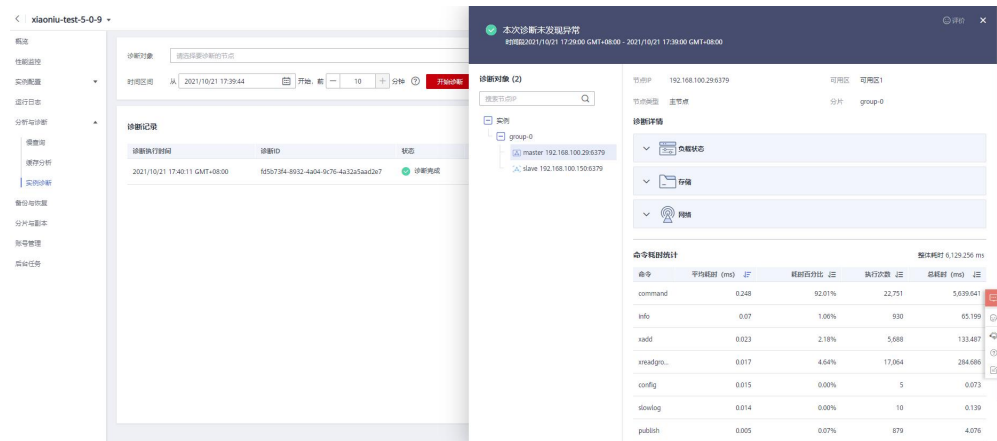 xiaoniu-test-5-0-9
概览
性能监控
实例配置
运行日志
分析与诊断
慢查询
缓存分析
实例诊断
备份与恢复
分片与副本
账号管理
后台任务
诊断对象 请选择要诊断的节点
时间区间 从 2021/10/21 17:39:44 开始，前 10 分钟 开始诊断
诊断记录
诊断执行时间 诊断ID 状态
2021/10/21 17:40:11 GMT+08:00 fd5b73f4-8932-4a04-9c76-4a32a5aad2e7 诊断完成
评价
本次诊断未发现异常
时间段2021/10/21 17:29:00 GMT+08:00 - 2021/10/21 17:39:00 GMT+08:00
诊断对象 (2)
搜索节点IP
实例
group-0
master 192.168.100.29:6379
slave 192.168.100.150:6379
节点IP 192.168.100.29:6379 可用区 可用区1
节点类型 主节点 分片 group-0
诊断详情
负载状态
存储
网络
命令耗时统计 整体耗时 6,129.256 ms
命令 平均耗时 (ms) 耗时百分比 执行次数 总耗时 (ms)
command 0.248 92.01% 22,751 5,639.641
info 0.07 1.06% 930 65.199
xadd 0.023 2.18% 5,688 133.487
xreadgro... 0.017 4.64% 17,064 284.686
config 0.015 0.00% 5 0.073
slowlog 0.014 0.00% 10 0.139
publish 0.005 0.07% 879 4.076